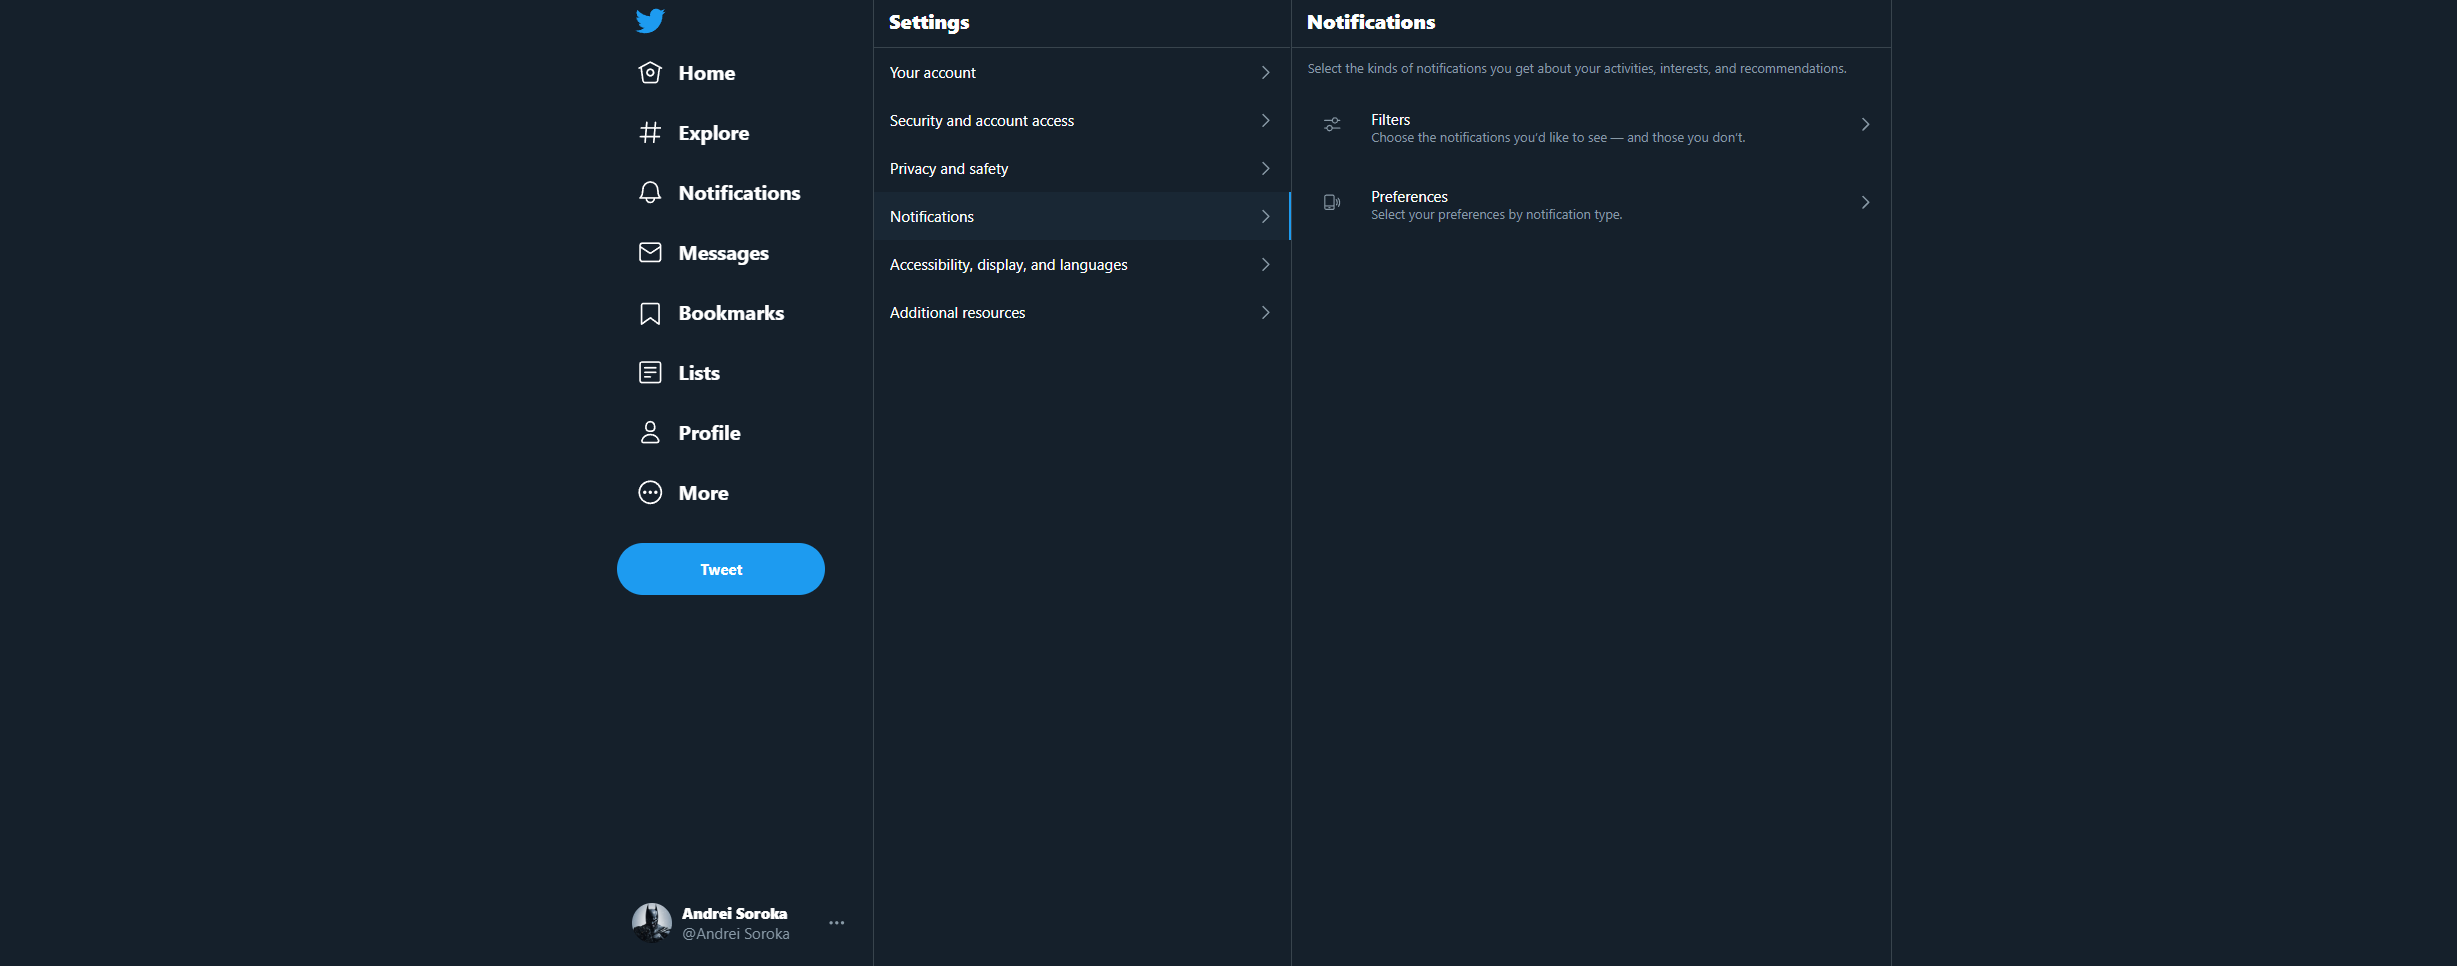 Home
Explore
Notifications
Messages
Bookmarks
Lists
Profile
More
Tweet
Andrei Soroka
@Andrei Soroka
Settings
Your account
Security and account access
Privacy and safety
Notifications
Accessibility, display, and languages
Additional resources
Notifications
Select the kinds of notifications you get about your activities, interests, and recommendations.
Filters
Choose the notifications you'd like to see — and those you don't.
Preferences
Select your preferences by notification type.